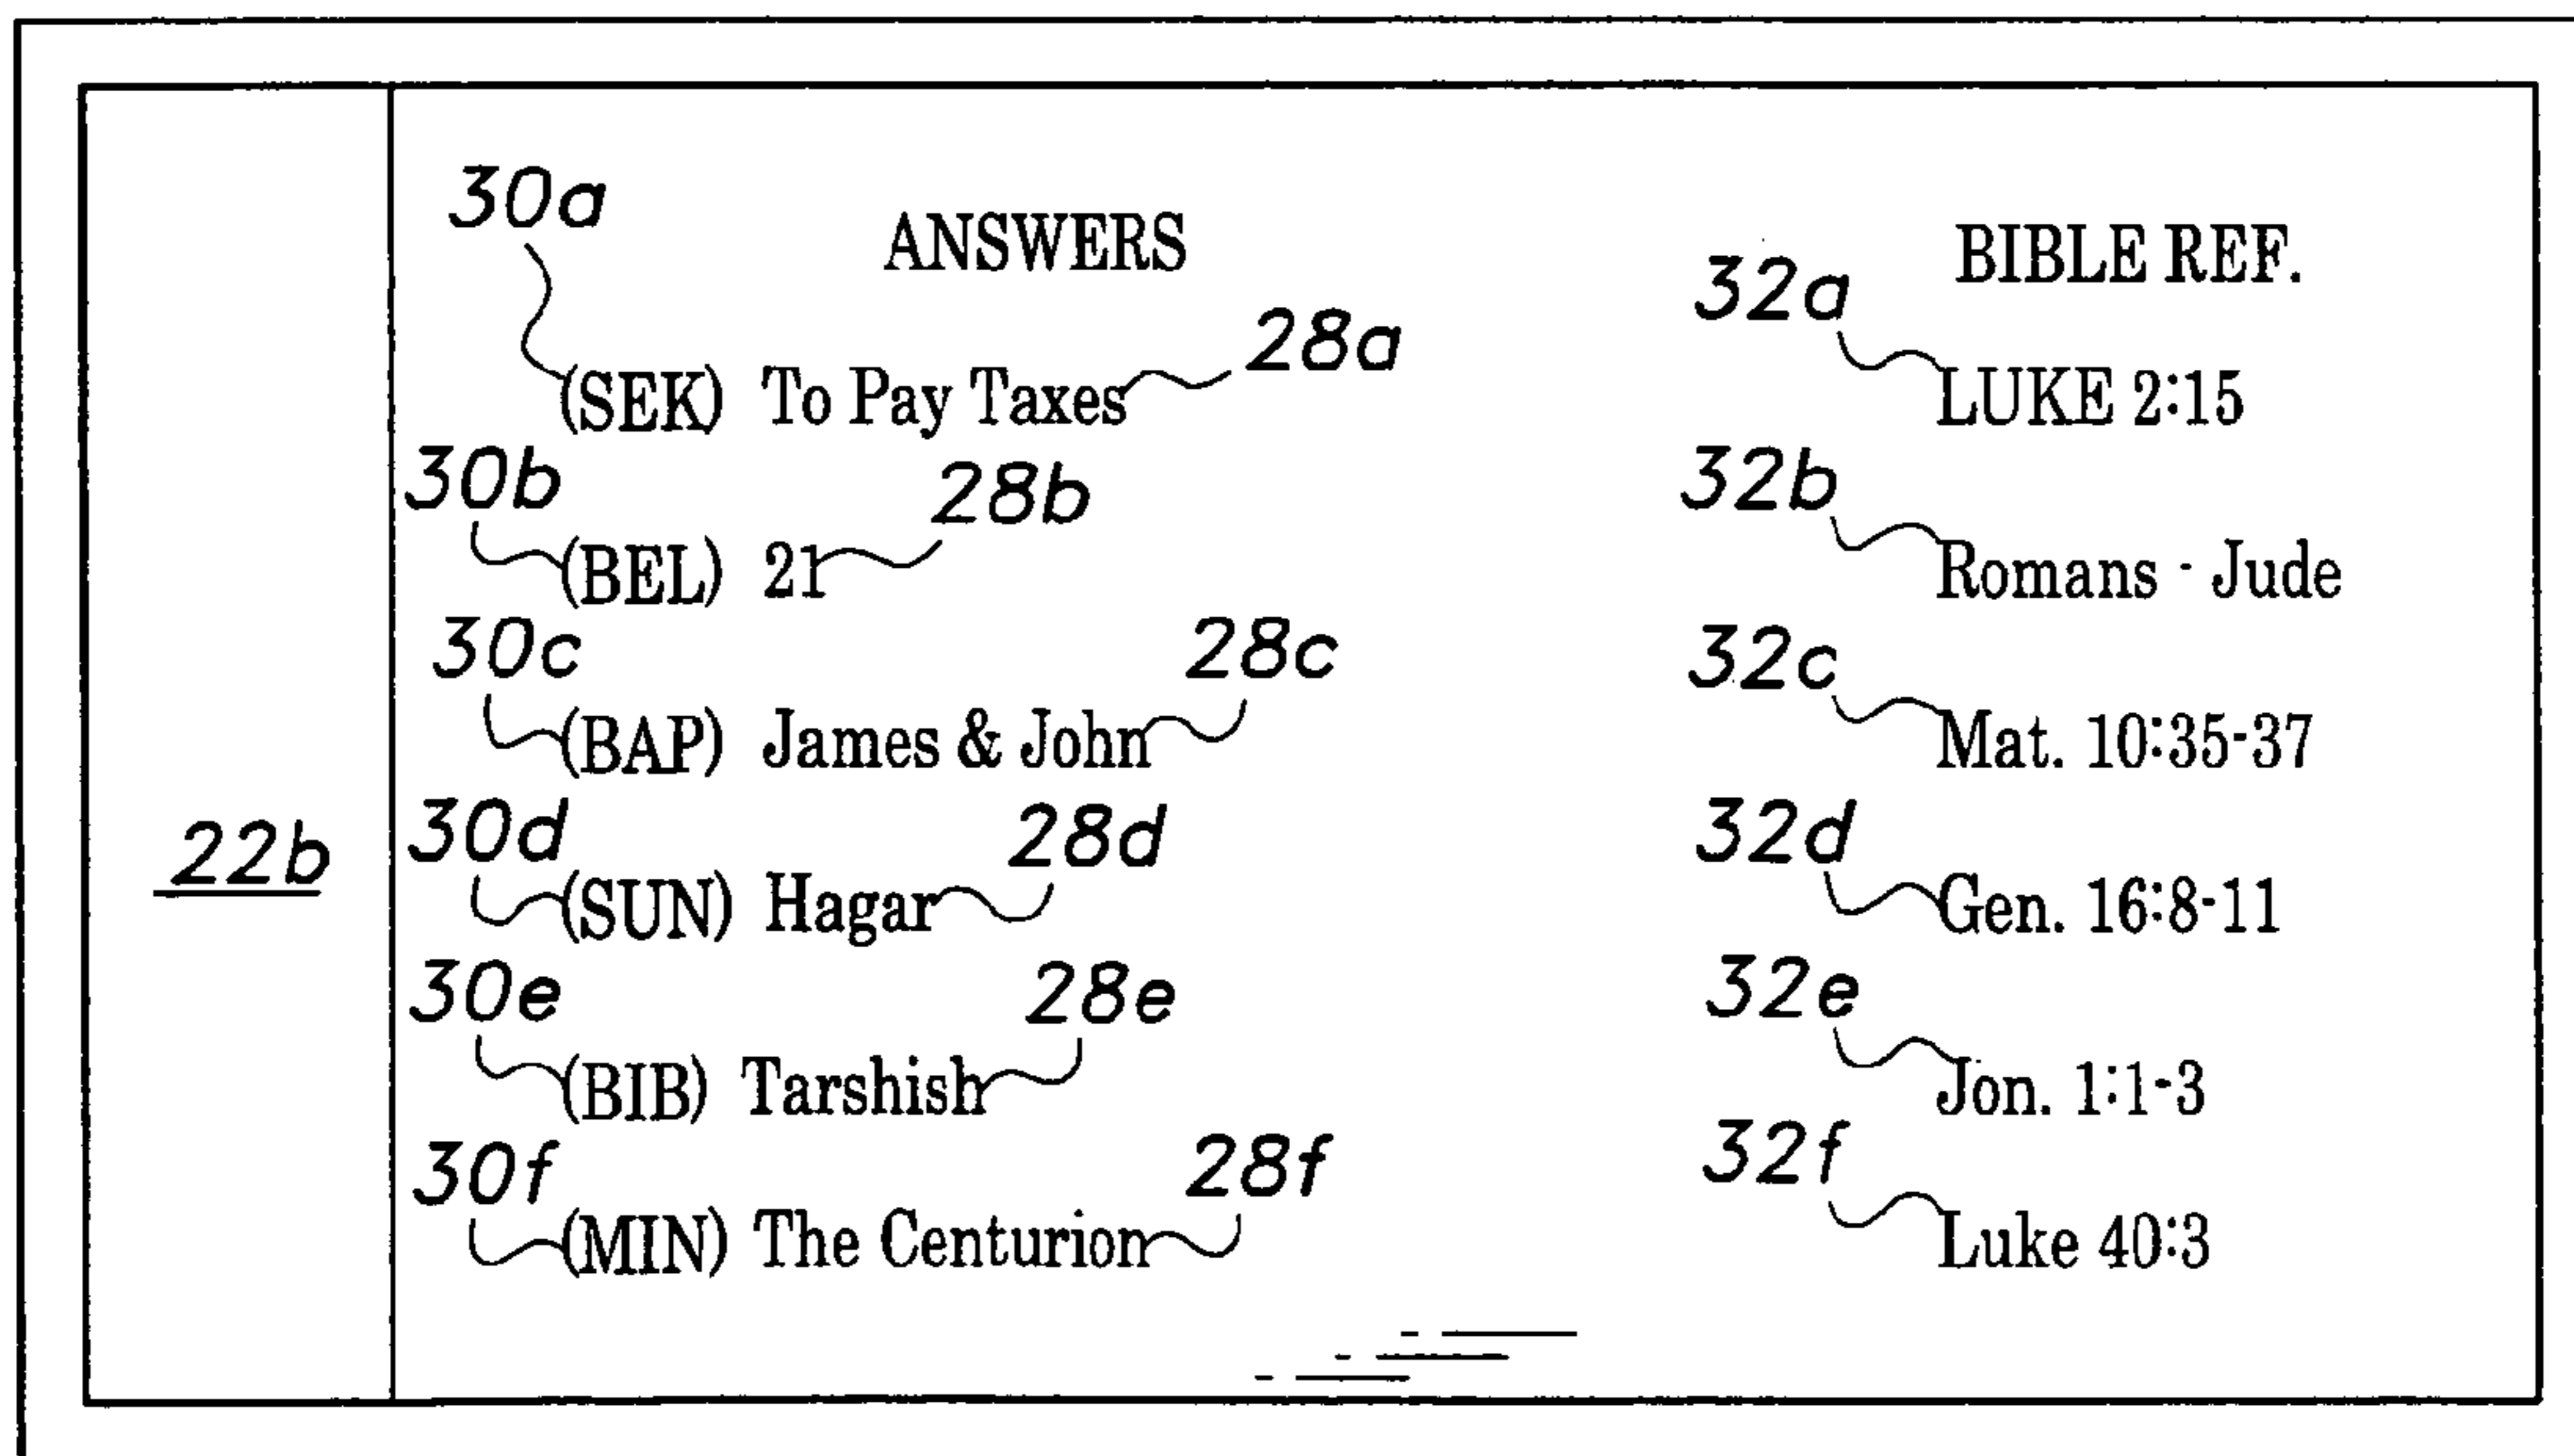 30a ANSWERS BIBLE REF.
32a
28a
(SEK) To Pay Taxes LUKE 2:15
30b 28b 32b
(BEL) 21 Romans - Jude
30c 28c 32c
(BAP) James & John Mat. 10:35-37
22b 30d 28d 32d
(SUN) Hagar Gen. 16:8-11
30e 28e 32e
(BIB) Tarshish Jon. 1:1-3
30f 28f 32f
(MIN) The Centurion Luke 40:3